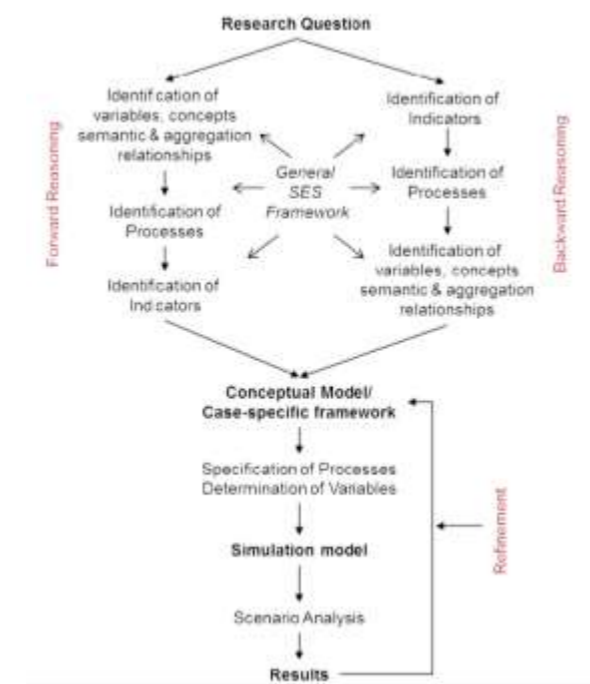 Research Question
Forward Reasoning
Identification of
variables, concepts
semantic & aggregation
relationships
Identification of
Processes
Identification of
Indicators
General
SES
Framework
Identification of
Indicators
Identification of
Processes
Identification of
variables, concepts
semantic & aggregation
relationships
Backward Reasoning
Conceptual Model/
Case-specific framework
Specification of Processes
Determination of Variables
Simulation model
Scenario Analysis
Results
Refinement